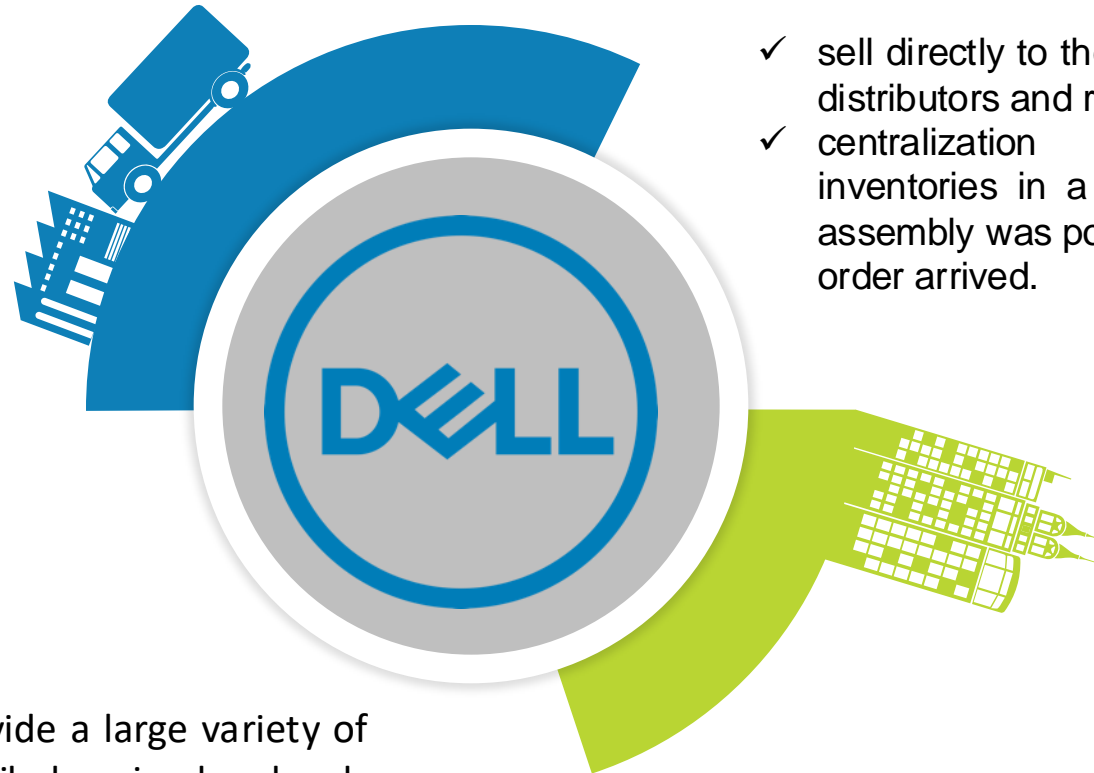 ✓ sell directly to the
distributors and r
✓ centralization
inventories in a
assembly was po
order arrived.
DELL
vide a large variety of